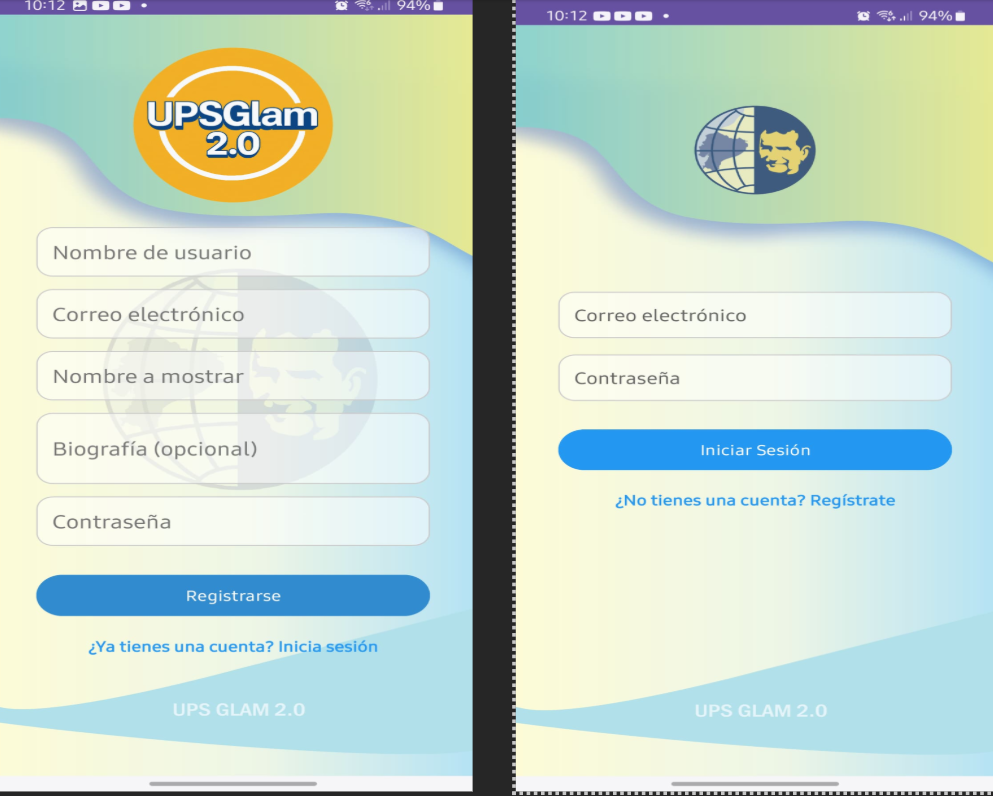 10:12
94%
UPSGlam
2.0
Nombre de usuario
Correo electrónico
Nombre a mostrar
Biografía (opcional)
Contraseña
Registrarse
¿Ya tienes una cuenta? Inicia sesión
UPS GLAM 2.0
10:12
94%
Correo electrónico
Contraseña
Iniciar Sesión
¿No tienes una cuenta? Regístrate
UPS GLAM 2.0